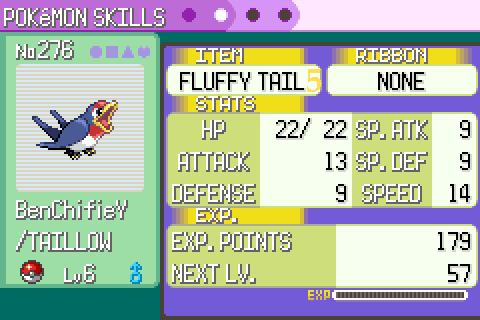 POKéMON SKILLS
No276
ITEM
RIBBON
FLUFFY TAIL5
NONE
STATS
HP 22/ 22 SP. ATK 9
ATTACK 13 SP. DEF 9
DEFENSE 9 SPEED 14
BenChifieY
/TAILLOW
Lv6
EXP.
EXP. POINTS 179
NEXT LV. 57
EXP